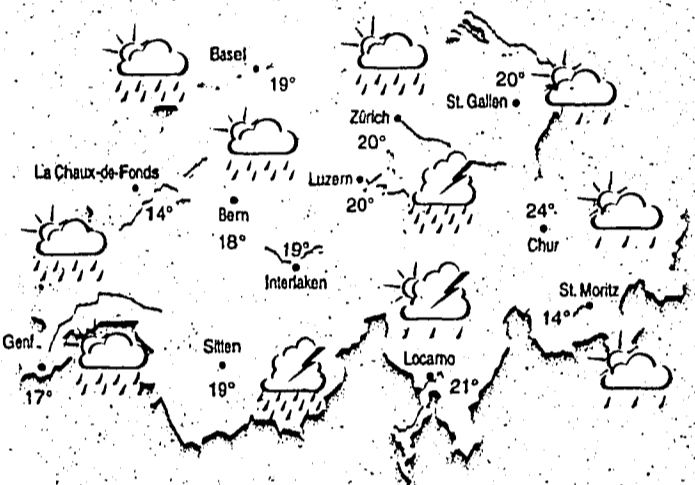 Basel
19°
20°
St. Gallen
Zürich
20°
La Chaux-de-Fonds
14°
Luzern
20°
Bern
18°
24°
Chur
19°
Interlaken
St. Moritz
14°
Genf
17°
Sitten
19°
Locarno
21°